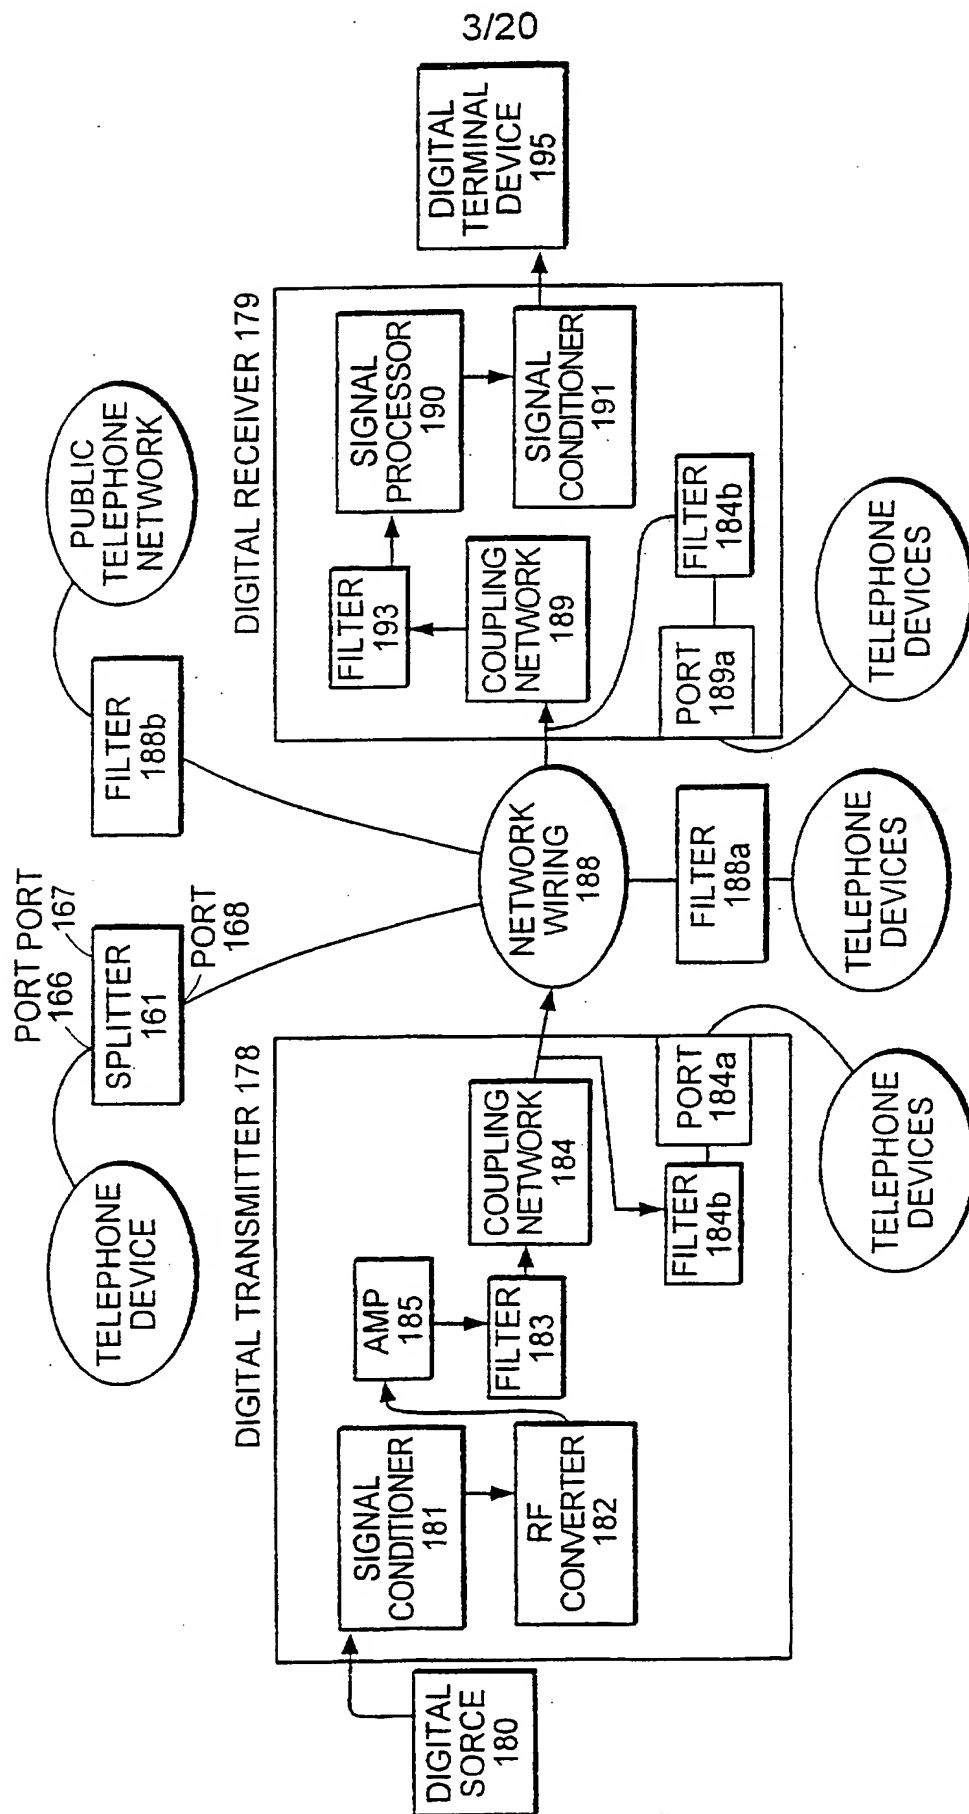 3/20
TELEPHONE
DEVICE
PORT
166
PORT
167
SPLITTER
161
PORT
168
FILTER
188b
PUBLIC
TELEPHONE
NETWORK
DIGITAL TRANSMITTER 178
DIGITAL SORCE
180
SIGNAL
CONDITIONER
181
RF
CONVERTER
182
AMP
185
FILTER
183
COUPLING
NETWORK
184
FILTER
184b
PORT
184a
TELEPHONE
DEVICES
NETWORK
WIRING
188
FILTER
188a
TELEPHONE
DEVICES
DIGITAL RECEIVER 179
COUPLING
NETWORK
189
FILTER
193
SIGNAL
PROCESSOR
190
SIGNAL
CONDITIONER
191
FILTER
184b
PORT
189a
TELEPHONE
DEVICES
DIGITAL
TERMINAL
DEVICE
195